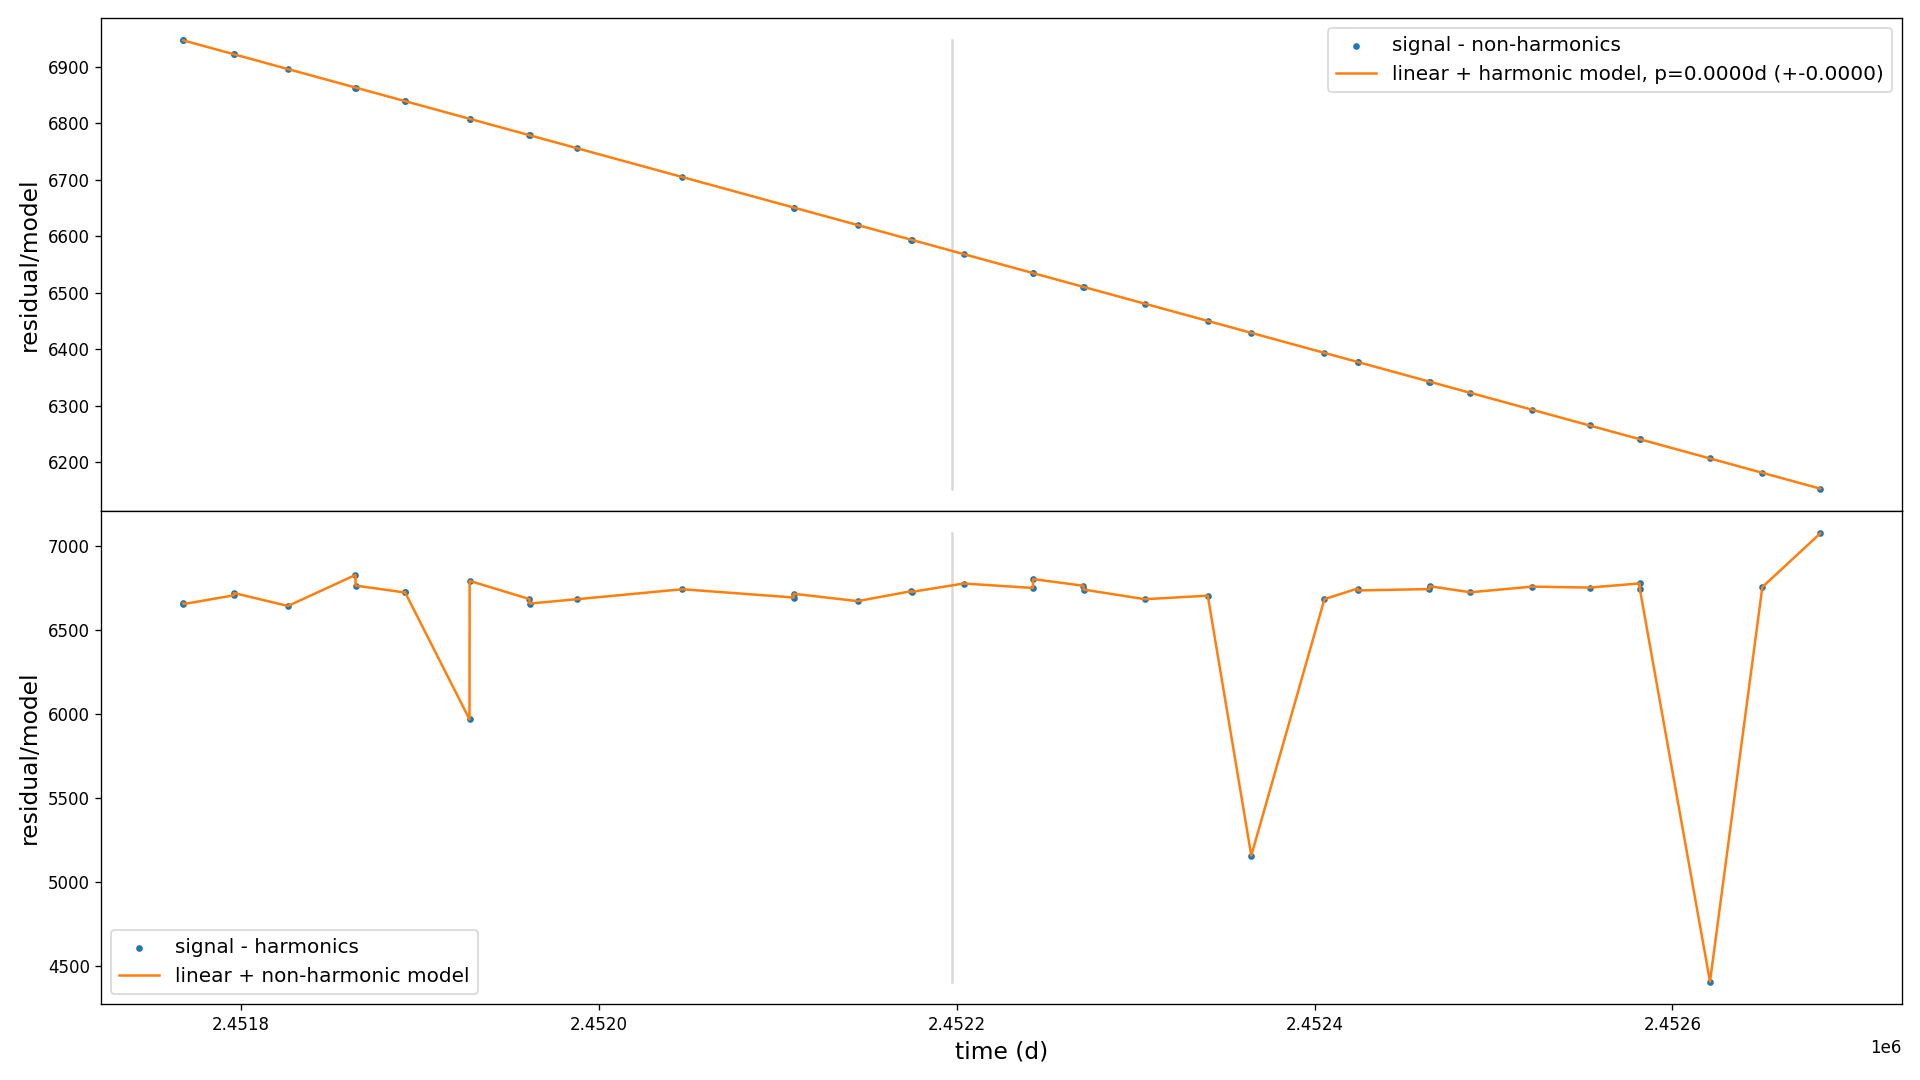 signal - non-harmonics
linear + harmonic model, p=0.0000d (+-0.0000)
residual/model
6900
6800
6700
6600
6500
6400
6300
6200
residual/model
7000
6500
6000
5500
5000
4500
signal - harmonics
linear + non-harmonic model
2.4518
2.4520
2.4522
2.4524
2.4526
time (d)
1e6